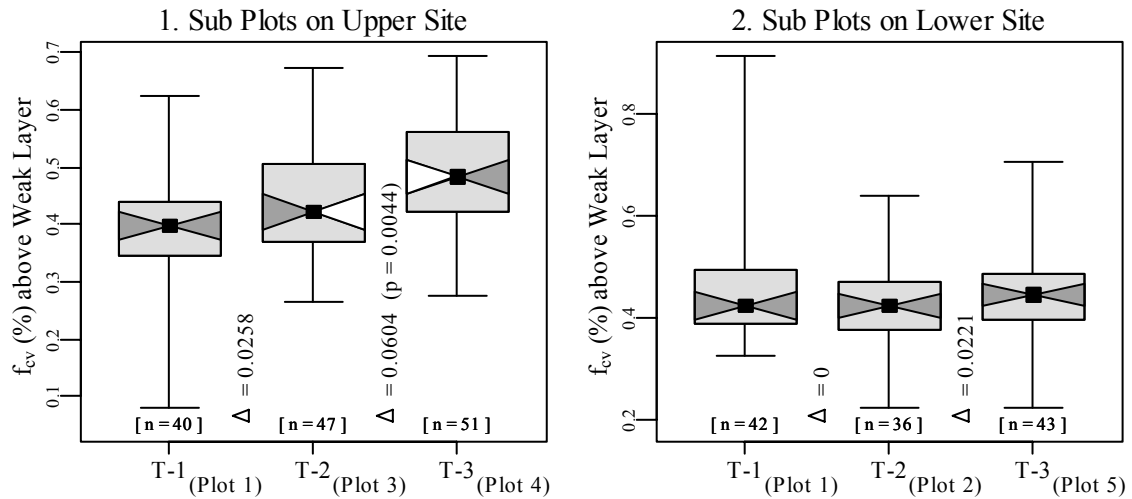 1. Sub Plots on Upper Site
f_cv (%) above Weak Layer
0.7
0.6
0.5
0.4
0.3
0.2
0.1
Δ = 0.0258
Δ = 0.0604 (p = 0.0044)
[ n = 40 ]
[ n = 47 ]
[ n = 51 ]
T-1 (Plot 1)
T-2 (Plot 3)
T-3 (Plot 4)
2. Sub Plots on Lower Site
f_cv (%) above Weak Layer
0.8
0.6
0.4
0.2
Δ = 0
Δ = 0.0221
[ n = 42 ]
[ n = 36 ]
[ n = 43 ]
T-1 (Plot 1)
T-2 (Plot 2)
T-3 (Plot 5)